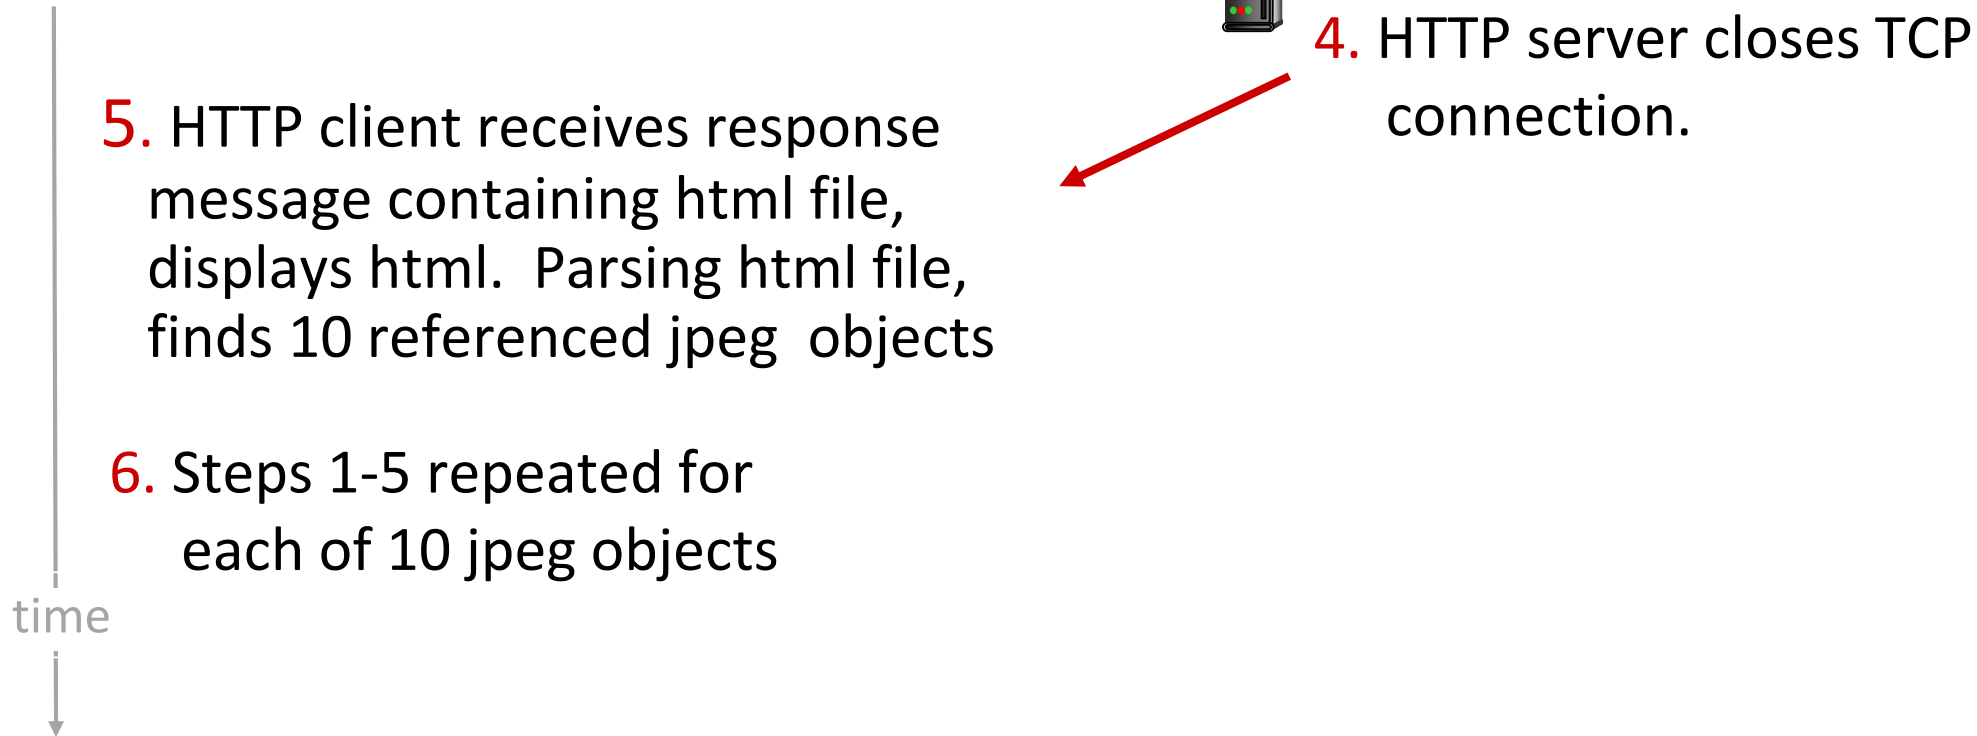 4. HTTP server closes TCP
connection.
5. HTTP client receives response
message containing html file,
displays html.  Parsing html file,
finds 10 referenced jpeg  objects
6. Steps 1-5 repeated for
each of 10 jpeg objects
time